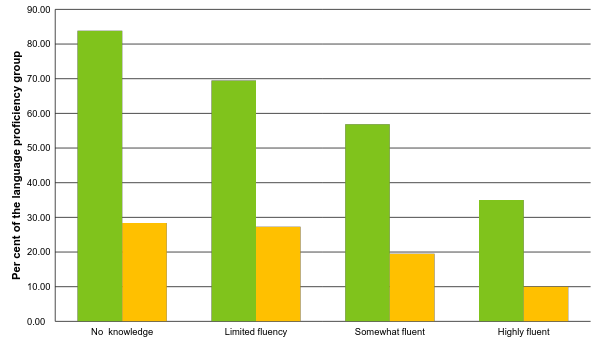 Per cent of the language proficiency group
90.00
80.00
70.00
60.00
50.00
40.00
30.00
20.00
10.00
0.00
No knowledge
Limited fluency
Somewhat fluent
Highly fluent